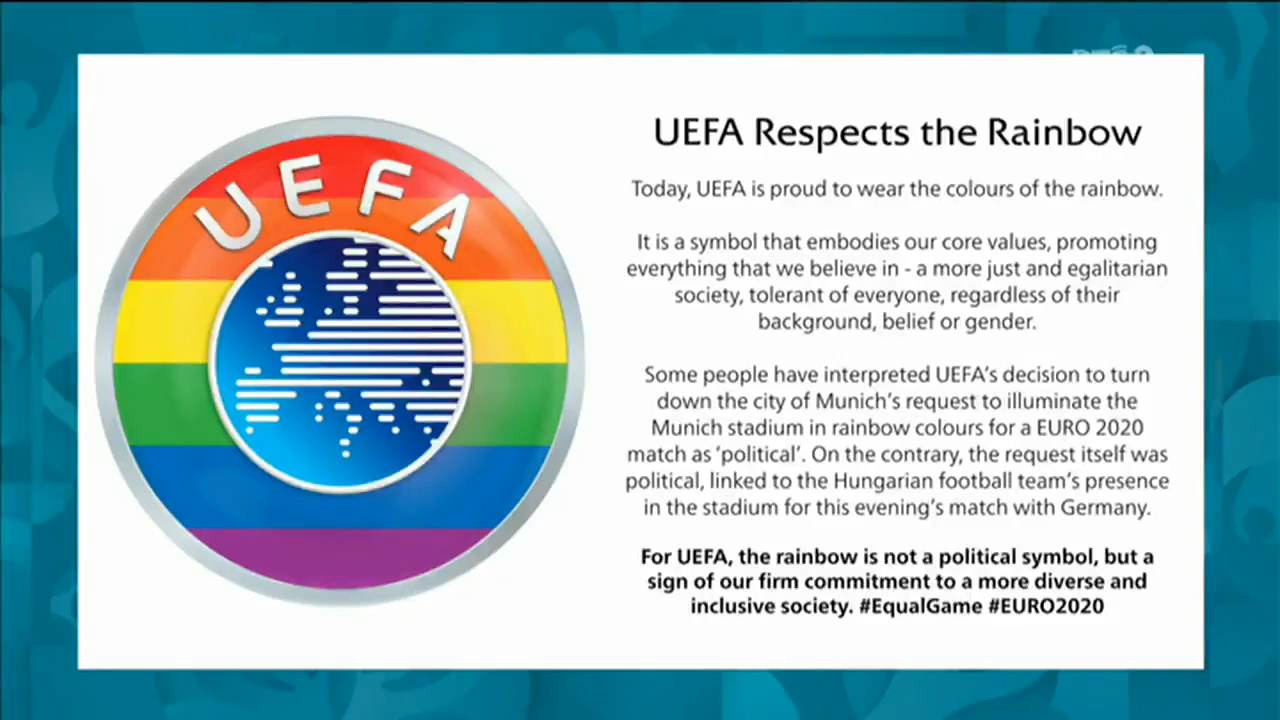 UEFA
UEFA Respects the Rainbow
Today, UEFA is proud to wear the colours of the rainbow.
It is a symbol that embodies our core values, promoting
everything that we believe in - a more just and egalitarian
society, tolerant of everyone, regardless of their
background, belief or gender.
Some people have interpreted UEFA's decision to turn
down the city of Munich's request to illuminate the
Munich stadium in rainbow colours for a EURO 2020
match as 'political'. On the contrary, the request itself was
political, linked to the Hungarian football team's presence
in the stadium for this evening's match with Germany.
For UEFA, the rainbow is not a political symbol, but a
sign of our firm commitment to a more diverse and
inclusive society. #EqualGame #EURO2020